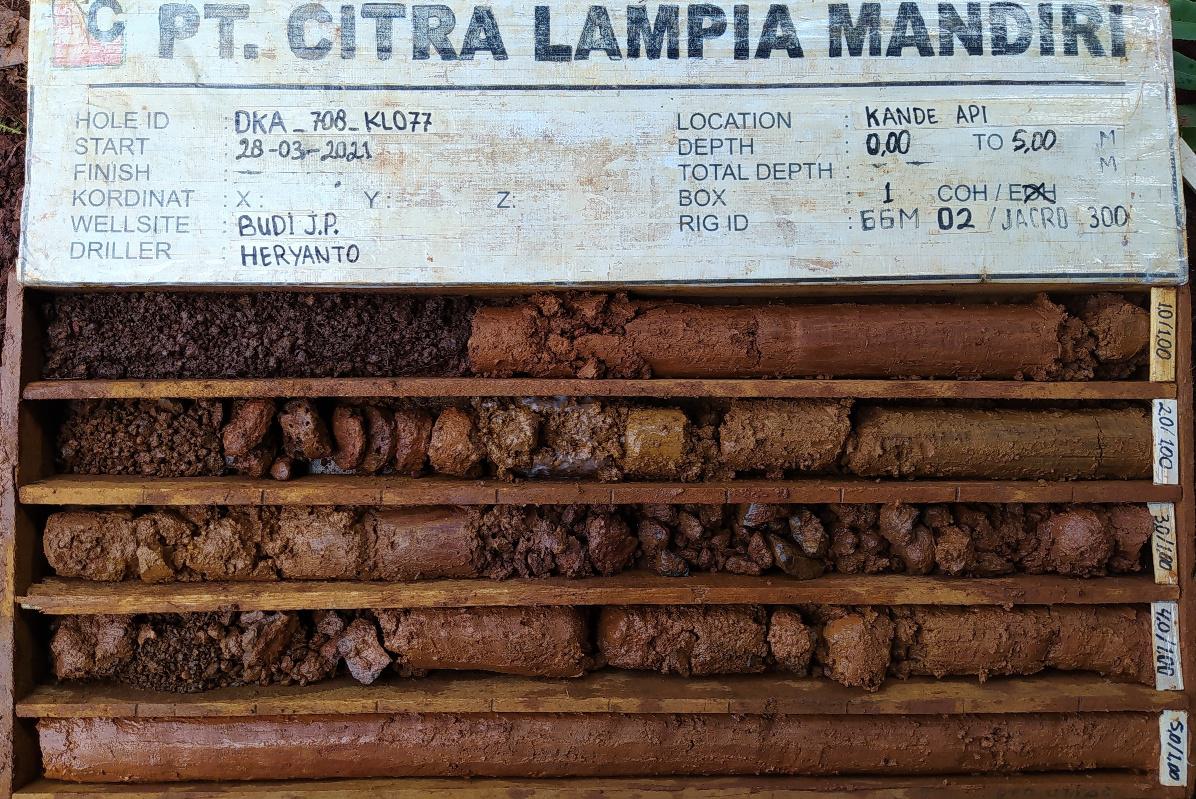 C PT. CITRA LAMPIA MANDIRI
HOLE ID : DKA_708_KL077
START : 28-03-2021
FINISH : —
KORDINAT : X : Y : Z:
WELLSITE : BUDI J.P.
DRILLER : HERYANTO
LOCATION : KANDE API
DEPTH : 0,00 TO 5,00 M
TOTAL DEPTH : — — M
BOX : 1 COH / EXH
RIG ID : BBM 02 / JACRO 300
1,0/1,00
2,0/1,00
3,0/1,00
4,0/1,00
5,0/1,00